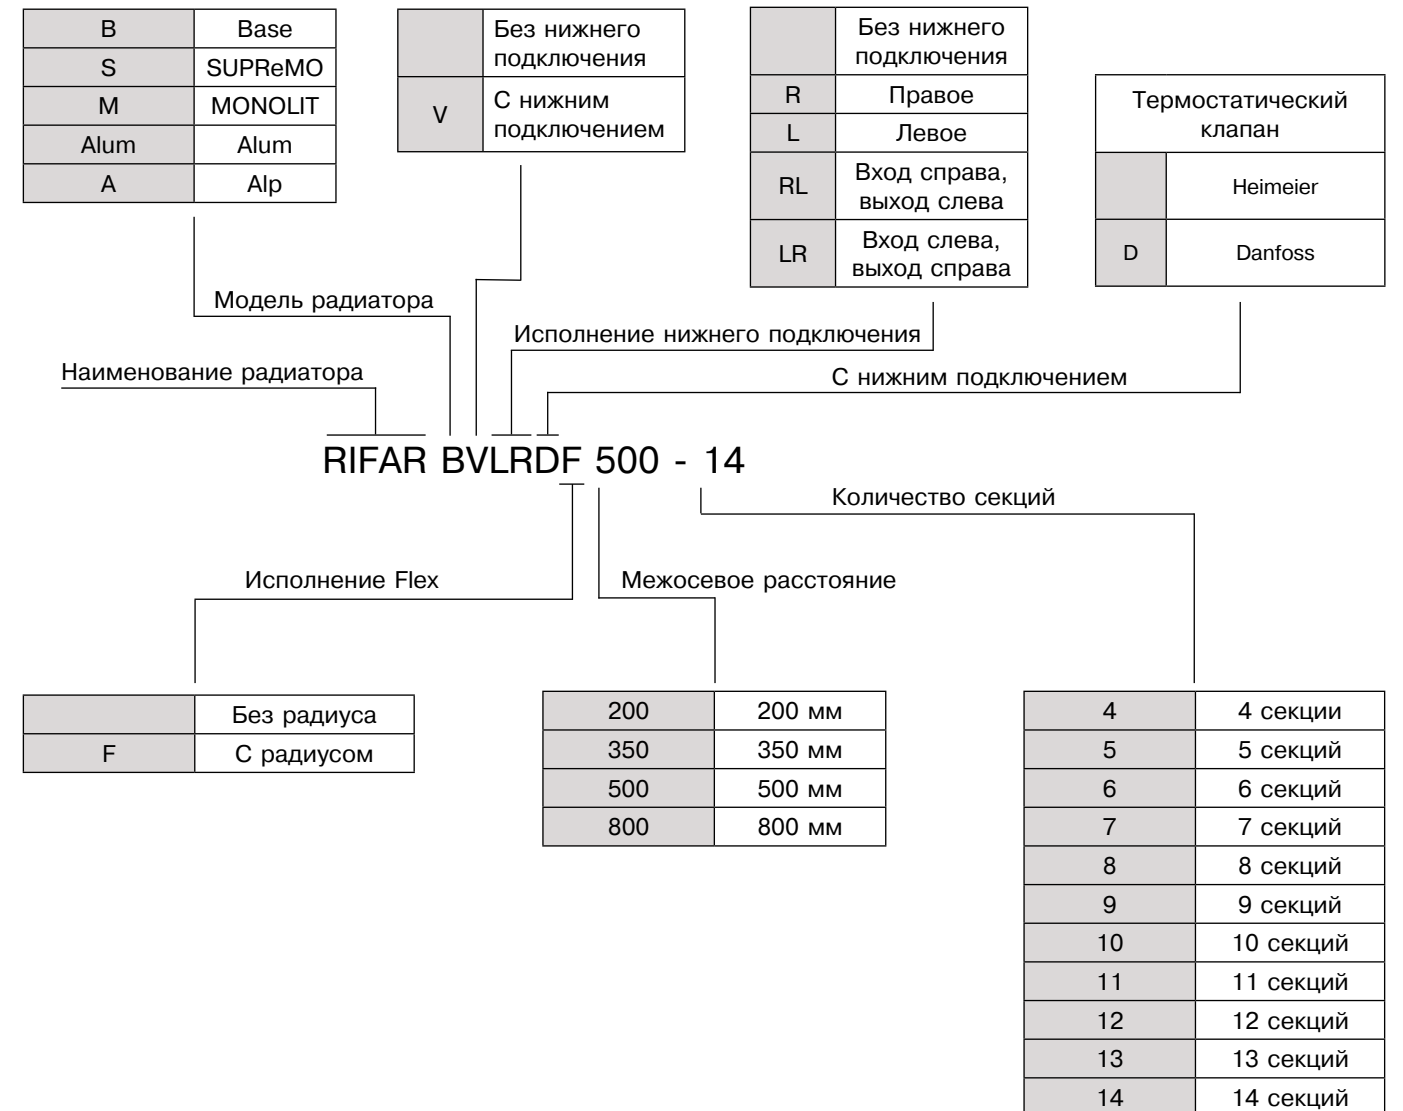 B Base
S SUPReMO
M MONOLIT
Alum Alum
A Alp
Без нижнего
подключения
V С нижним
подключением
Без нижнего
подключения
R Правое
L Левое
RL Вход справа,
выход слева
LR Вход слева,
выход справа
Термостатический
клапан
Heimeier
D Danfoss
Модель радиатора
Исполнение нижнего подключения
Наименование радиатора
С нижним подключением
RIFAR BVLRDF 500 - 14
Количество секций
Исполнение Flex
Межосевое расстояние
Без радиуса
F С радиусом
200 200 мм
350 350 мм
500 500 мм
800 800 мм
4 4 секции
5 5 секций
6 6 секций
7 7 секций
8 8 секций
9 9 секций
10 10 секций
11 11 секций
12 12 секций
13 13 секций
14 14 секций